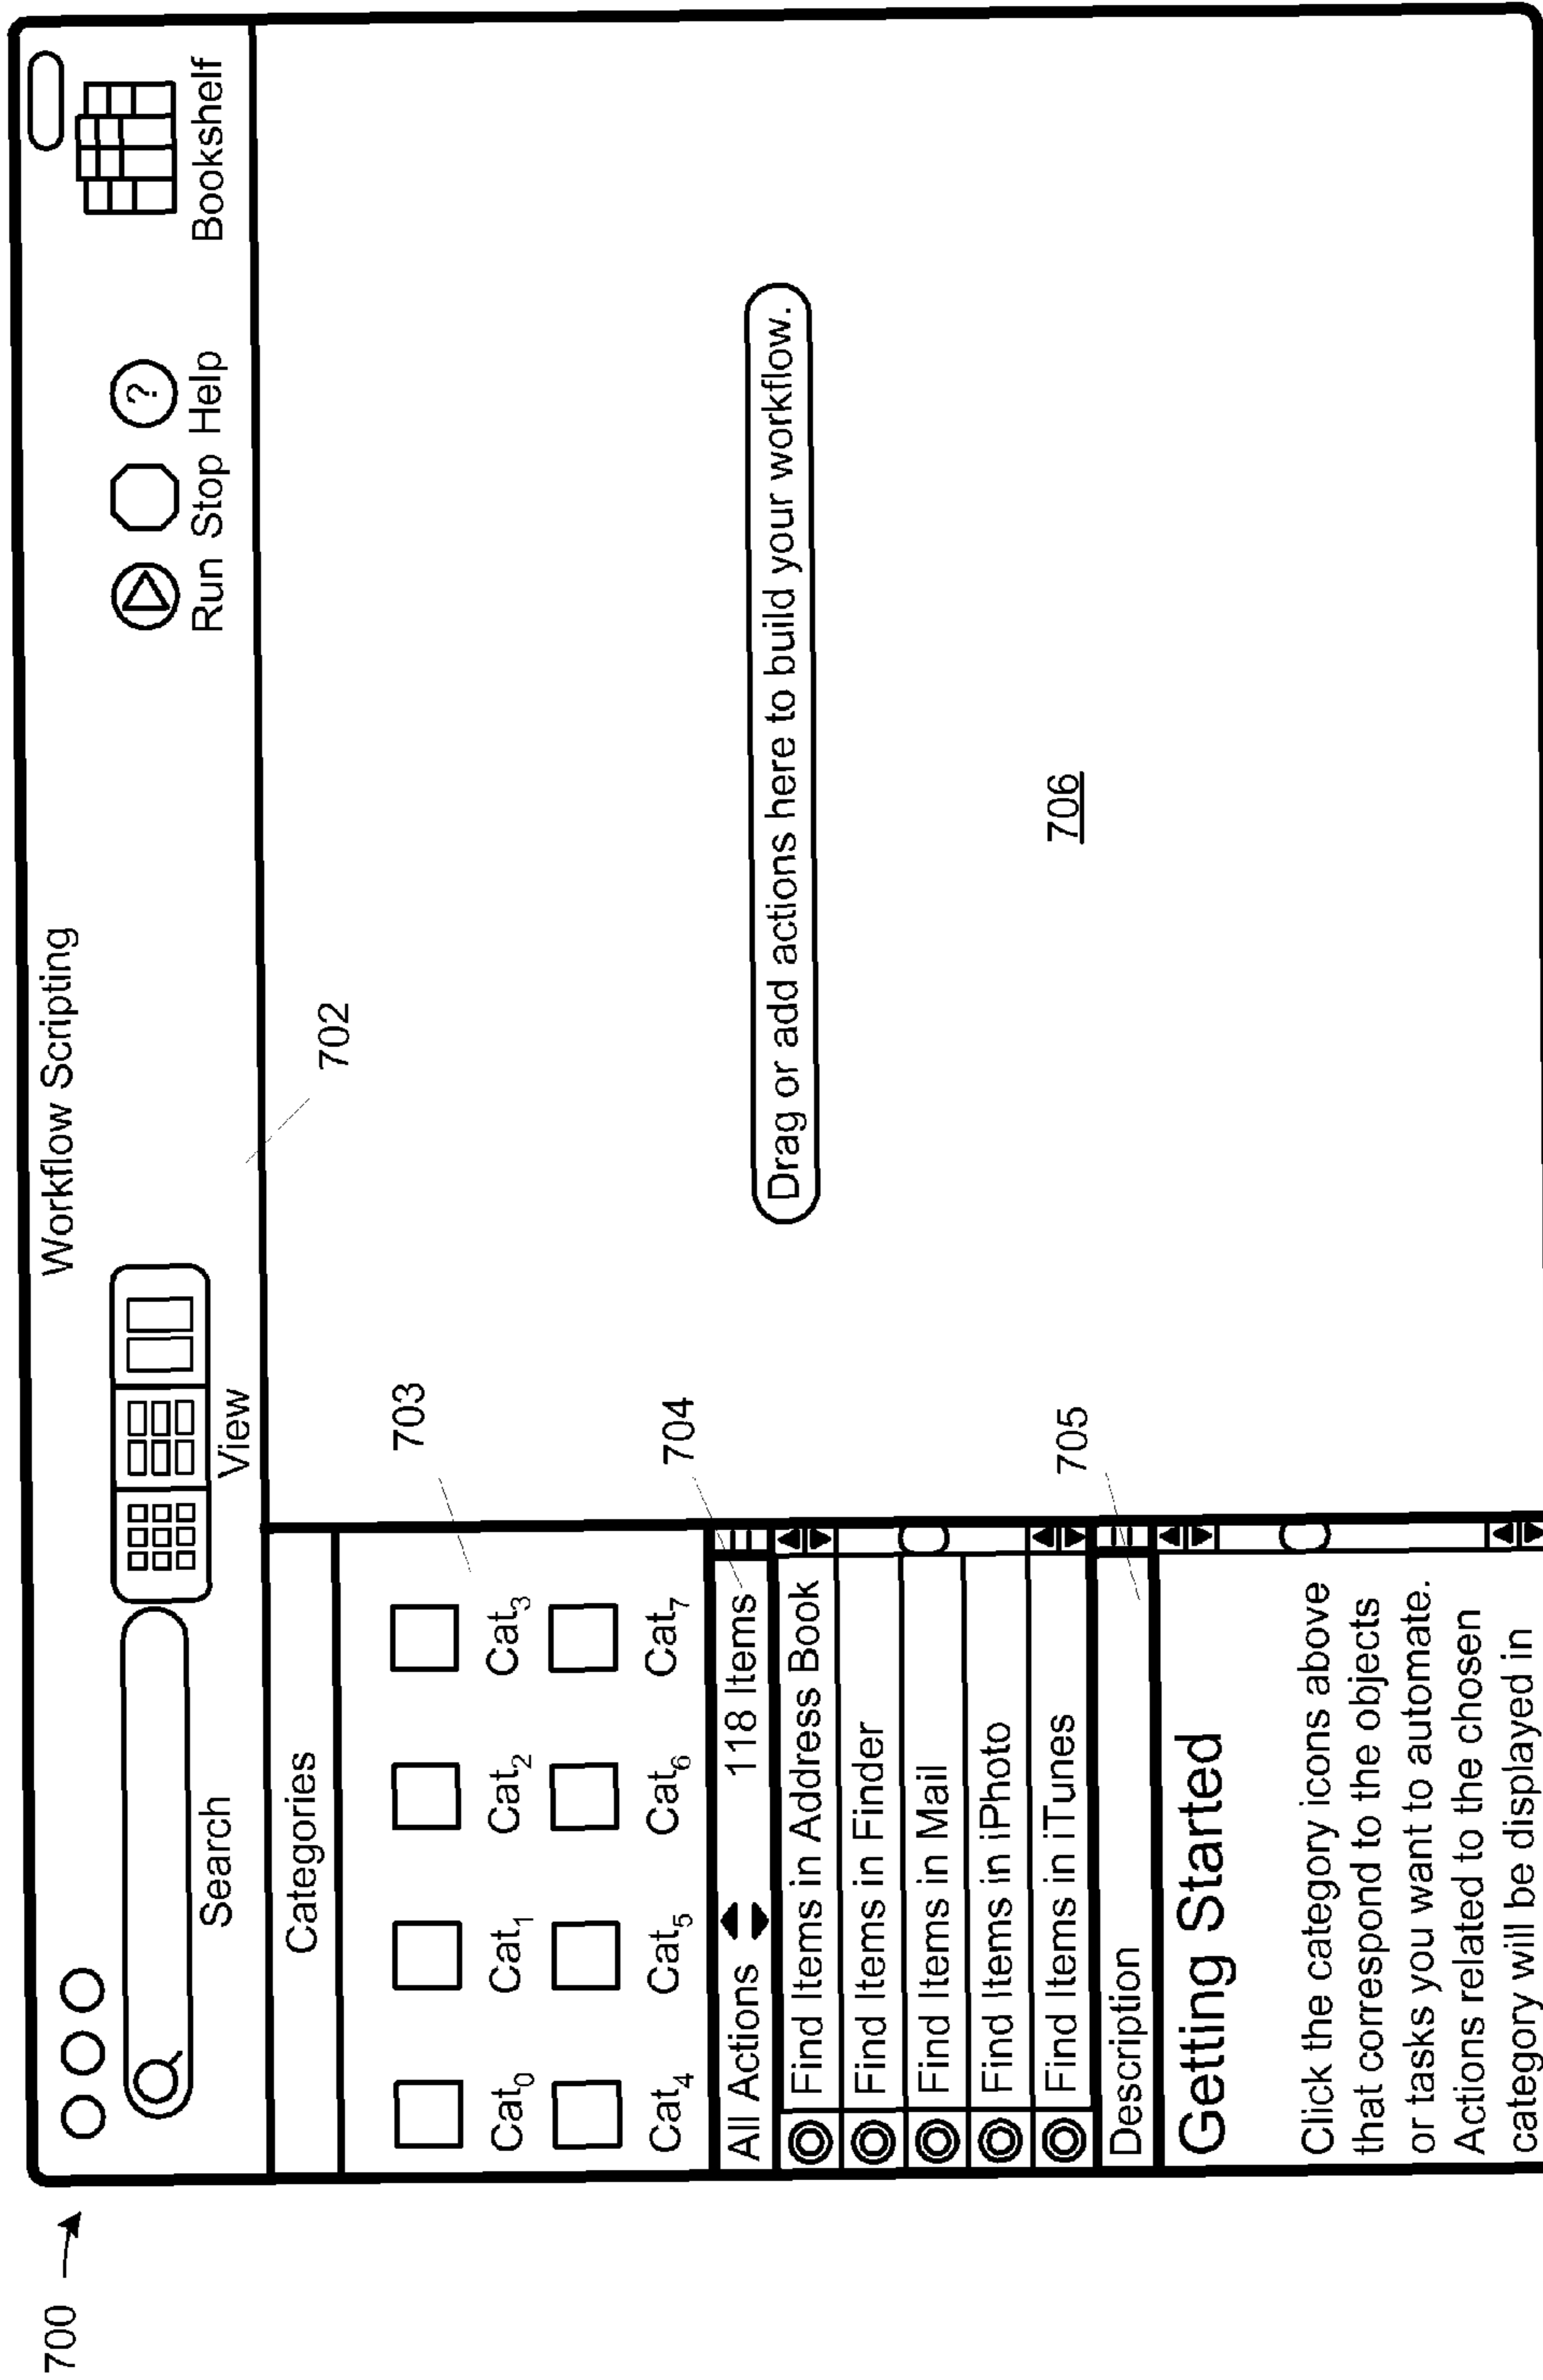 700
Workflow Scripting
Search
View
Run Stop Help
?
Bookshelf
702
Categories
703
Cat₀ Cat₁ Cat₂ Cat₃
Cat₄ Cat₅ Cat₆ Cat₇
704
All Actions 118 Items
Find Items in Address Book
Find Items in Finder
Find Items in Mail
Find Items in iPhoto
Find Items in iTunes
Drag or add actions here to build your workflow.
706
705
Description
Getting Started
Click the category icons above
that correspond to the objects
or tasks you want to automate.
Actions related to the chosen
category will be displayed in